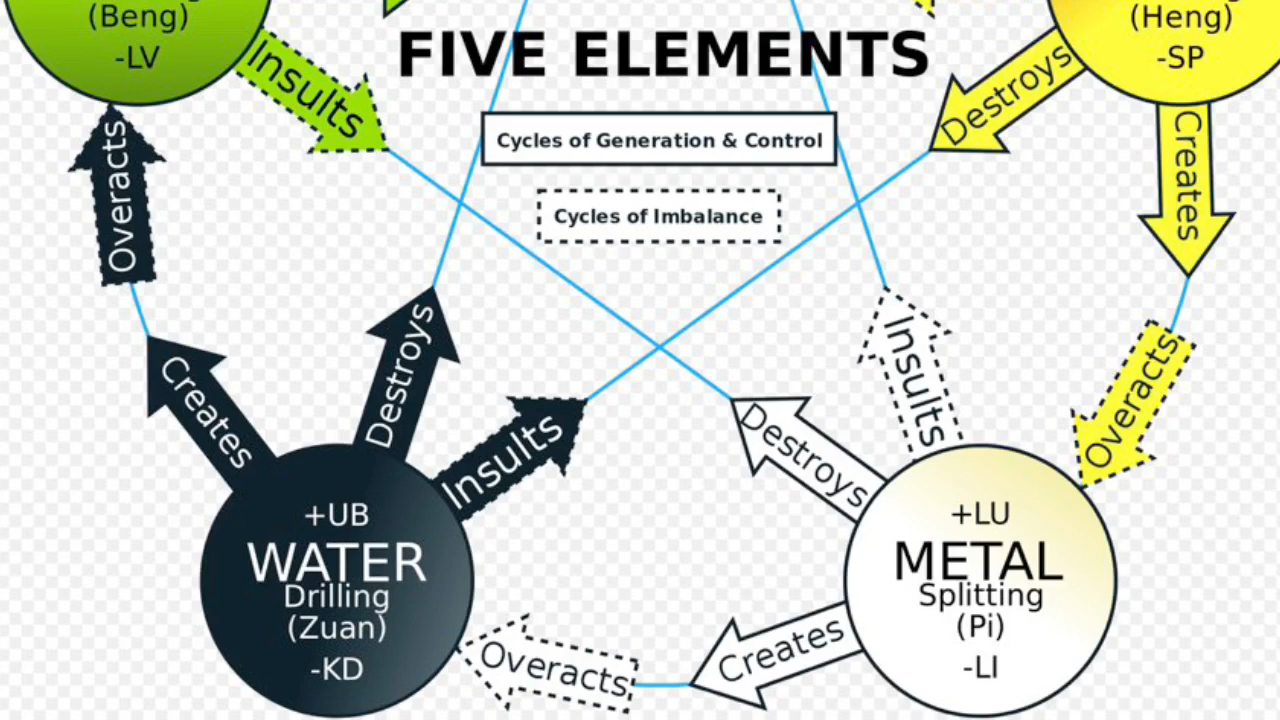 (Beng)
-LV
(Heng)
-SP
FIVE ELEMENTS
Insults
Destroys
Cycles of Generation & Control
Cycles of Imbalance
Overacts
Creates
Creates
Destroys
Insults
Destroys
Insults
Overacts
+UB
WATER
Drilling
(Zuan)
-KD
+LU
METAL
Splitting
(Pi)
-LI
Overacts
Creates